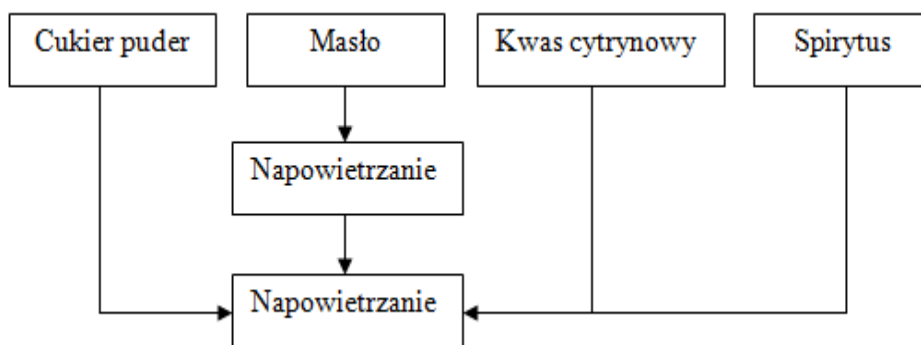 Cukier puder
Masło
Kwas cytrynowy
Spirytus
Napowietrzanie
Napowietrzanie